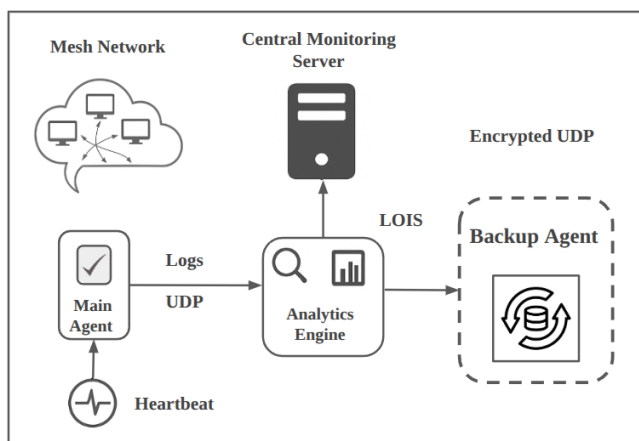 Mesh Network
Central Monitoring
Server
Encrypted UDP
LOIS
Backup Agent
Logs
UDP
Main
Agent
Analytics
Engine
Heartbeat